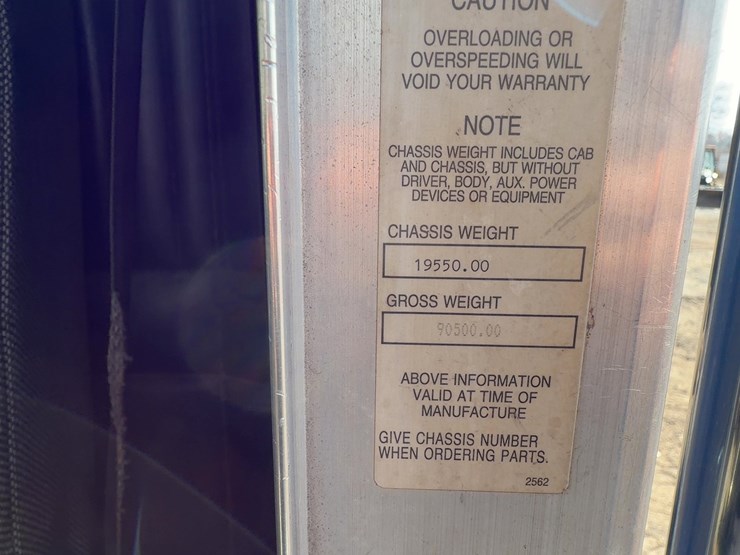 CAUTION
OVERLOADING OR
OVERSPEEDING WILL
VOID YOUR WARRANTY
NOTE
CHASSIS WEIGHT INCLUDES CAB
AND CHASSIS, BUT WITHOUT
DRIVER, BODY, AUX. POWER
DEVICES OR EQUIPMENT
CHASSIS WEIGHT
19550.00
GROSS WEIGHT
90500.00
ABOVE INFORMATION
VALID AT TIME OF
MANUFACTURE
GIVE CHASSIS NUMBER
WHEN ORDERING PARTS.
2562